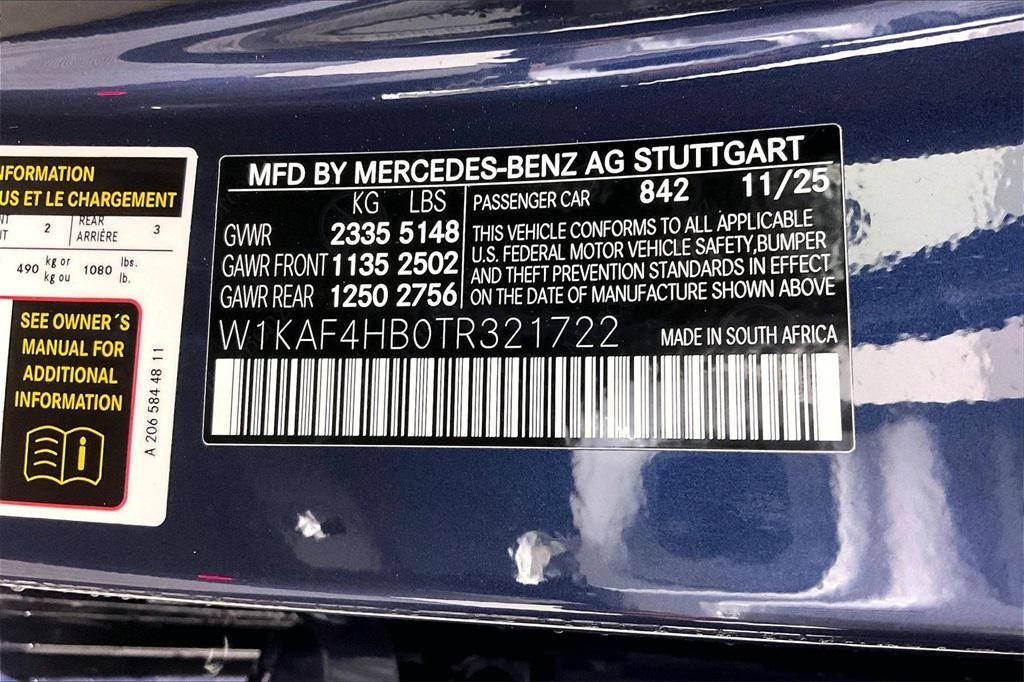 INFORMATION
US ET LE CHARGEMENT
2 REAR 3
ARRIÈRE
490 kg or 1080 lbs.
kg ou lb.
SEE OWNER´S
MANUAL FOR
ADDITIONAL
INFORMATION
A 206 584 48 11
MFD BY MERCEDES-BENZ AG STUTTGART
KG LBS
GVWR 2335 5148
GAWR FRONT 1135 2502
GAWR REAR 1250 2756
PASSENGER CAR 842 11/25
THIS VEHICLE CONFORMS TO ALL APPLICABLE
U.S. FEDERAL MOTOR VEHICLE SAFETY,BUMPER
AND THEFT PREVENTION STANDARDS IN EFFECT
ON THE DATE OF MANUFACTURE SHOWN ABOVE
W1KAF4HB0TR321722 MADE IN SOUTH AFRICA